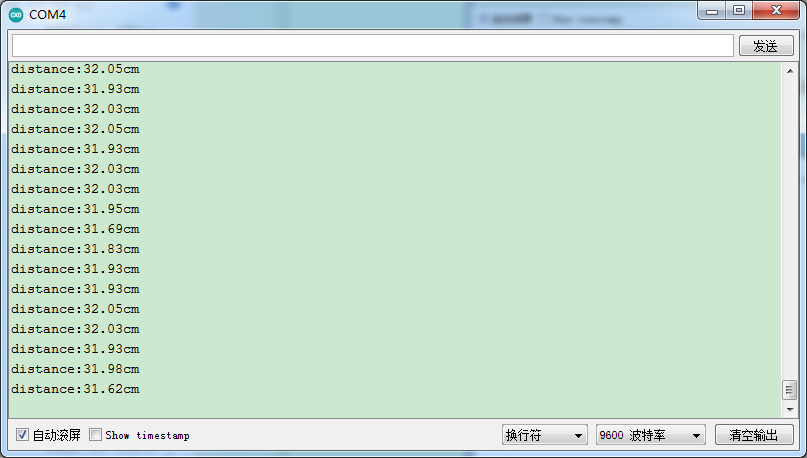 COM4
发送
distance:32.05cm
distance:31.93cm
distance:32.03cm
distance:32.05cm
distance:31.93cm
distance:32.03cm
distance:32.03cm
distance:31.95cm
distance:31.69cm
distance:31.83cm
distance:31.93cm
distance:31.93cm
distance:32.05cm
distance:32.03cm
distance:31.93cm
distance:31.98cm
distance:31.62cm
自动滚屏 Show timestamp 换行符 9600 波特率 清空输出